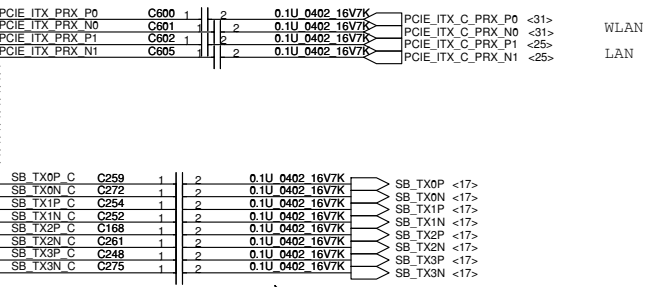 PCIE_ITX_PRX_P0 C600 1 2 0.1U_0402_16V7K PCIE_ITX_C_PRX_P0 <31>
PCIE_ITX_PRX_N0 C601 1 2 0.1U_0402_16V7K PCIE_ITX_C_PRX_N0 <31> WLAN
PCIE_ITX_PRX_P1 C602 1 2 0.1U_0402_16V7K PCIE_ITX_C_PRX_P1 <25>
PCIE_ITX_PRX_N1 C605 1 2 0.1U_0402_16V7K PCIE_ITX_C_PRX_N1 <25> LAN
SB_TX0P_C C259 1 2 0.1U_0402_16V7K SB_TX0P <17>
SB_TX0N_C C272 1 2 0.1U_0402_16V7K SB_TX0N <17>
SB_TX1P_C C254 1 2 0.1U_0402_16V7K SB_TX1P <17>
SB_TX1N_C C252 1 2 0.1U_0402_16V7K SB_TX1N <17>
SB_TX2P_C C168 1 2 0.1U_0402_16V7K SB_TX2P <17>
SB_TX2N_C C261 1 2 0.1U_0402_16V7K SB_TX2N <17>
SB_TX3P_C C248 1 2 0.1U_0402_16V7K SB_TX3P <17>
SB_TX3N_C C275 1 2 0.1U_0402_16V7K SB_TX3N <17>